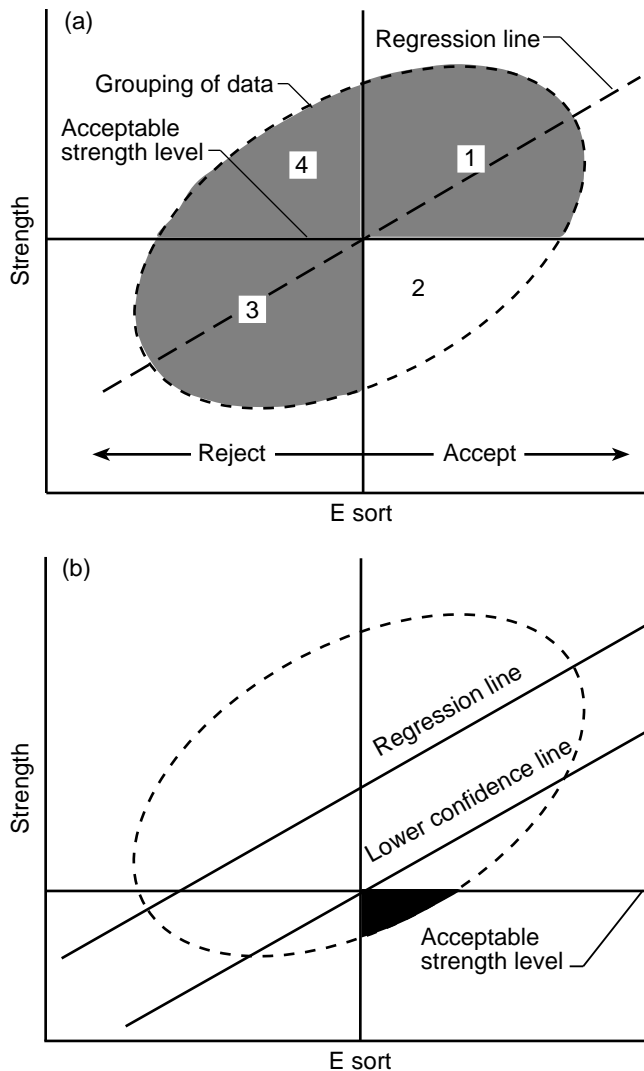 (a)
Regression line
Grouping of data
Acceptable
strength level
4
1
3
2
Strength
Reject
Accept
E sort
(b)
Regression line
Lower confidence line
Strength
Acceptable
strength level
E sort